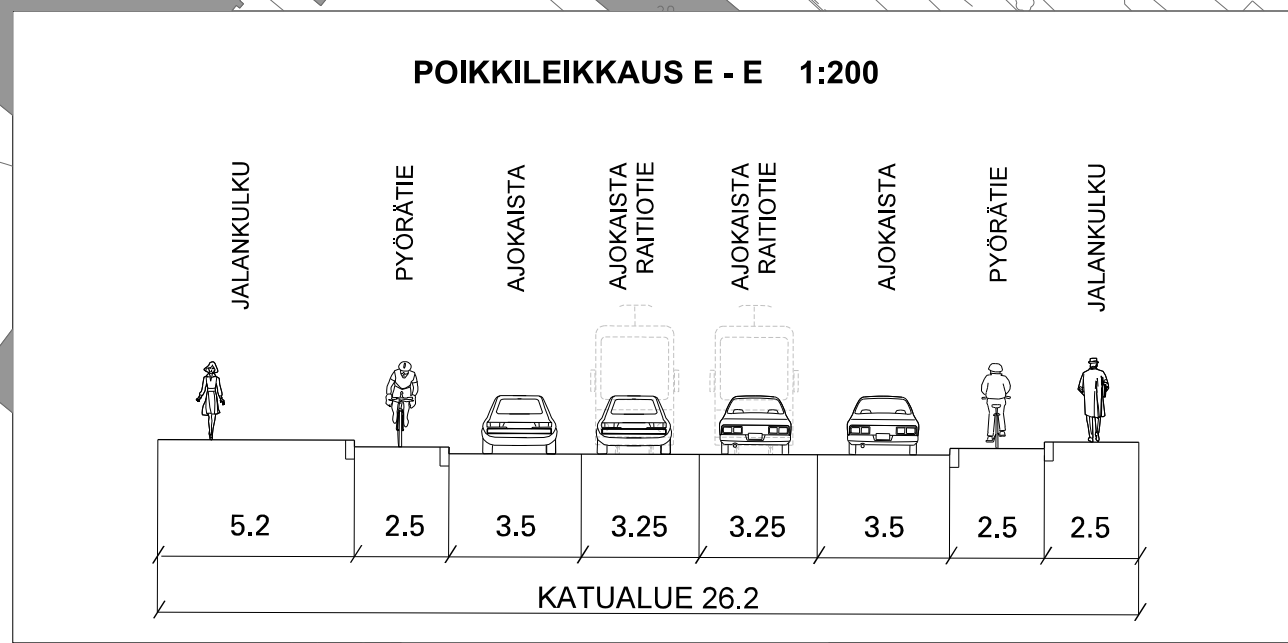 POIKKILEIKKAUS E - E 1:200
JALANKULKU
PYÖRÄTIE
AJOKAISTA
AJOKAISTA
RAITIOTIE
AJOKAISTA
RAITIOTIE
AJOKAISTA
PYÖRÄTIE
JALANKULKU
5.2 2.5 3.5 3.25 3.25 3.5 2.5 2.5
KATUALUE 26.2